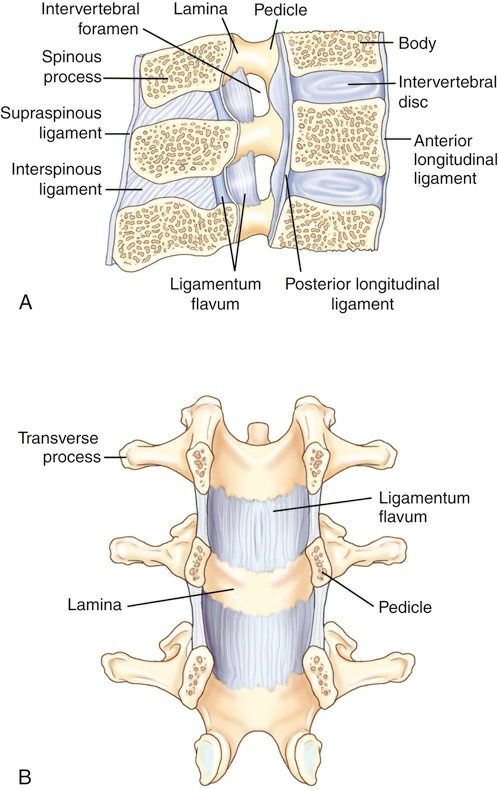 Intervertebral
foramen
Lamina
Pedicle
Spinous
process
Body
Intervertebral
disc
Supraspinous
ligament
Anterior
longitudinal
ligament
Interspinous
ligament
Ligamentum
flavum
Posterior longitudinal
ligament
A
Transverse
process
Ligamentum
flavum
Lamina
Pedicle
B